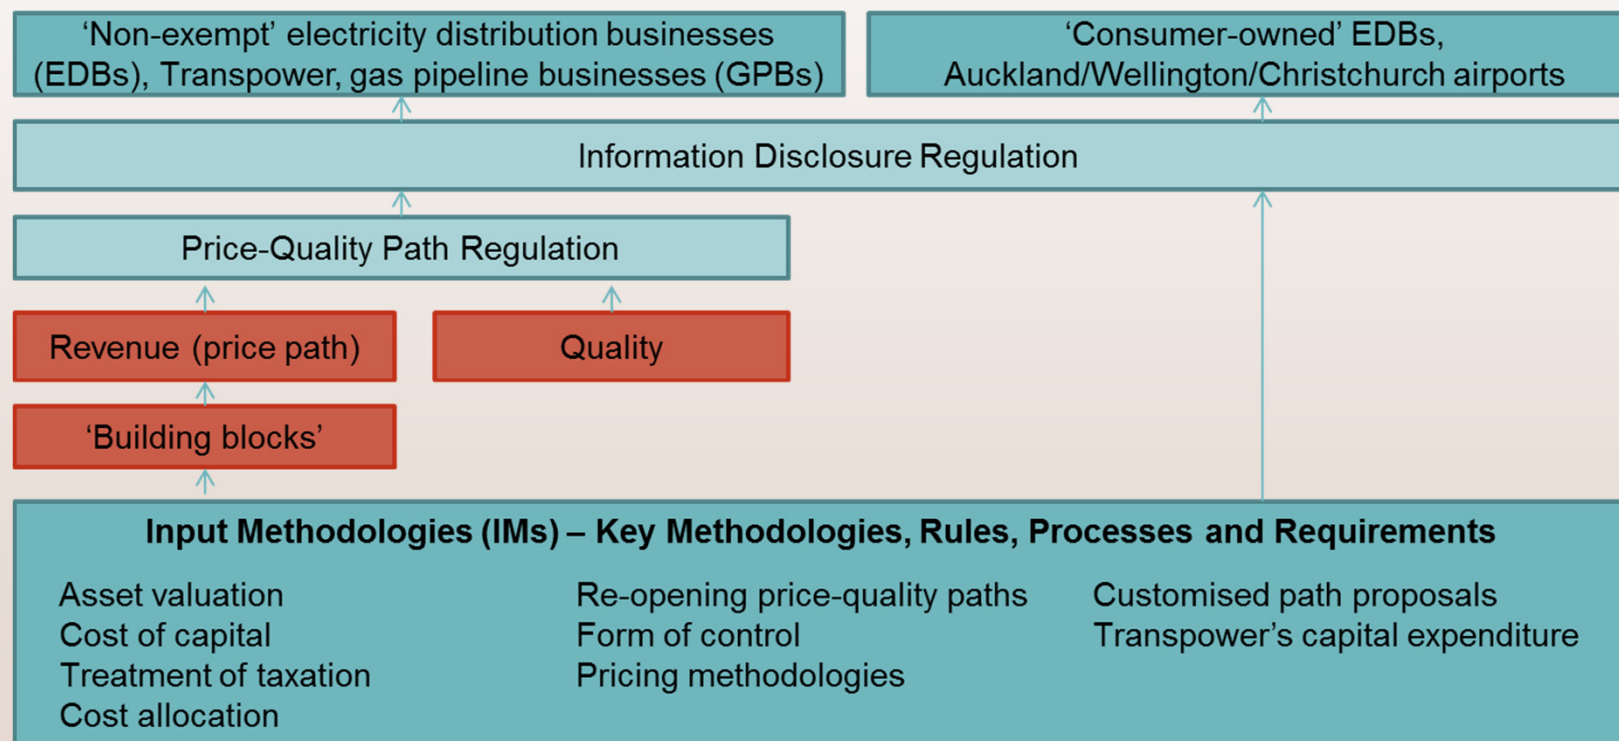 ‘Non-exempt’ electricity distribution businesses
(EDBs), Transpower, gas pipeline businesses (GPBs)
‘Consumer-owned’ EDBs,
Auckland/Wellington/Christchurch airports
Information Disclosure Regulation
Price-Quality Path Regulation
Revenue (price path)
Quality
‘Building blocks’
Input Methodologies (IMs) – Key Methodologies, Rules, Processes and Requirements
Asset valuation
Cost of capital
Treatment of taxation
Cost allocation
Re-opening price-quality paths
Form of control
Pricing methodologies
Customised path proposals
Transpower’s capital expenditure